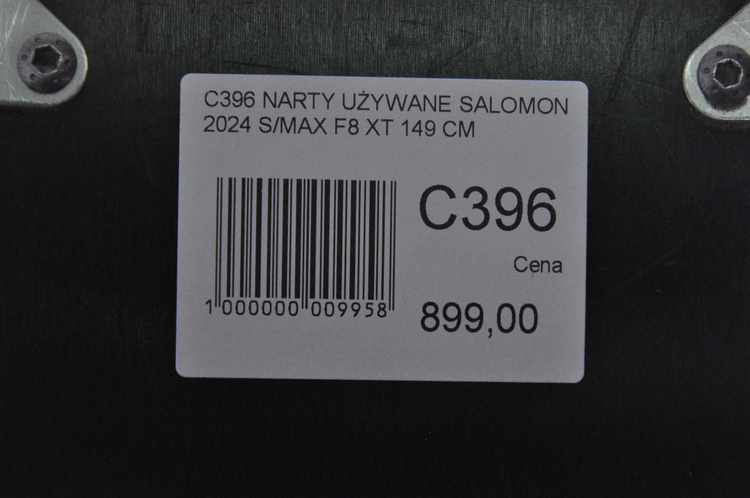 C396 NARTY UŻYWANE SALOMON
2024 S/MAX F8 XT 149 CM
C396
Cena
899,00
1 000000 009958